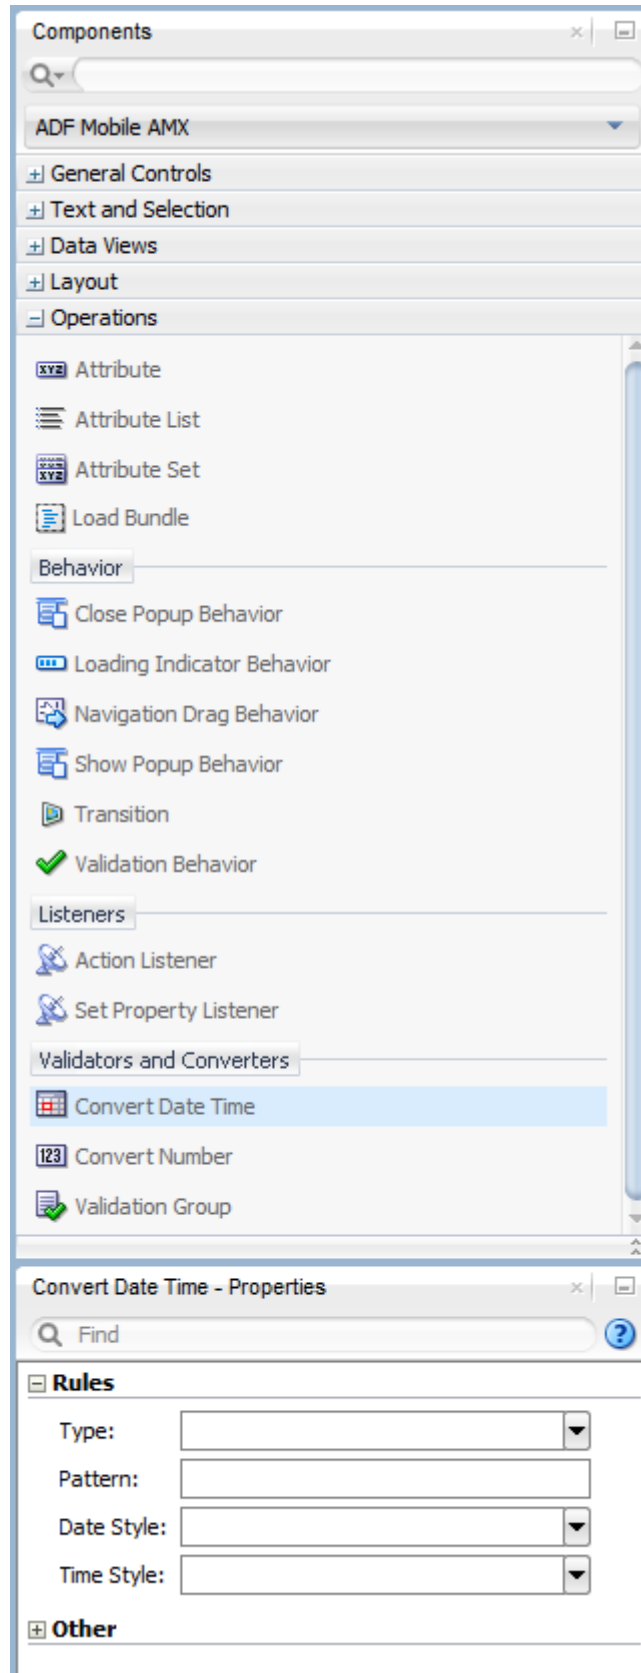 Components
ADF Mobile AMX
General Controls
Text and Selection
Data Views
Layout
Operations
XYZ Attribute
Attribute List
XYZ Attribute Set
Load Bundle
Behavior
Close Popup Behavior
Loading Indicator Behavior
Navigation Drag Behavior
Show Popup Behavior
Transition
Validation Behavior
Listeners
Action Listener
Set Property Listener
Validators and Converters
Convert Date Time
123 Convert Number
Validation Group
Convert Date Time - Properties
Find ?
Rules
Type:
Pattern:
Date Style:
Time Style:
Other